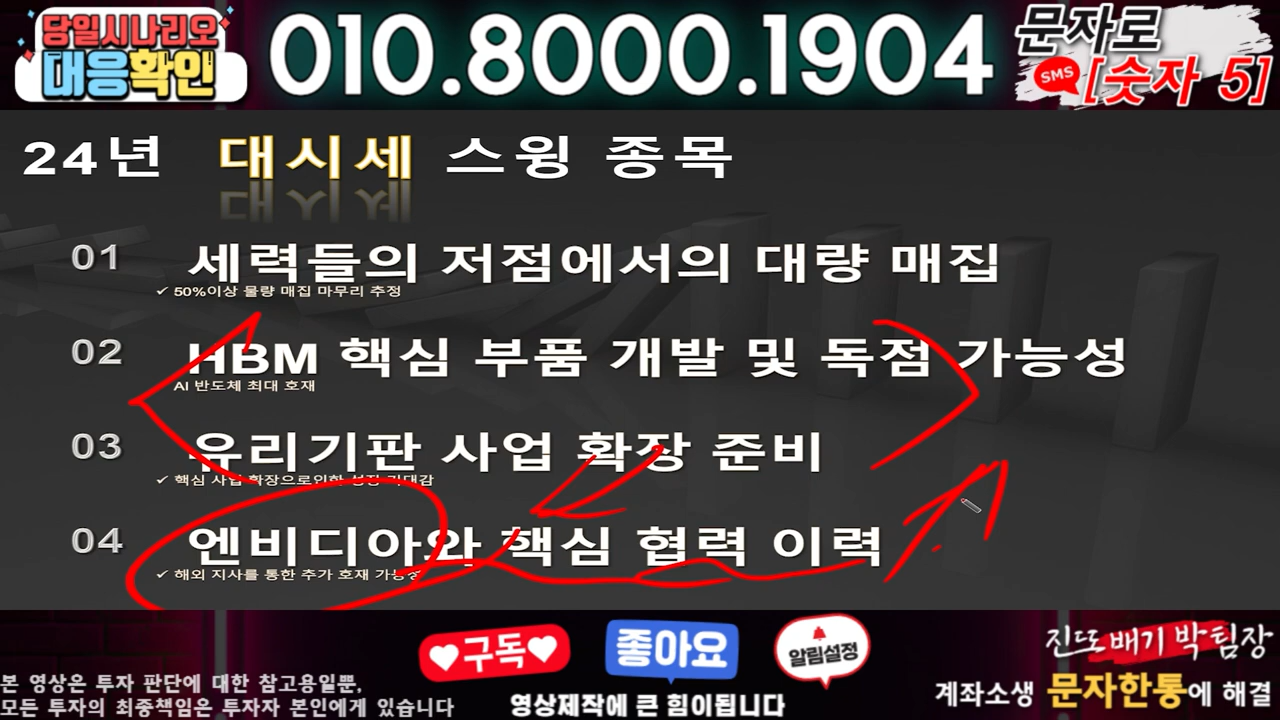 당일시나리오
대응확인
010.8000.1904
문자로
SMS [숫자 5]
24년 대시세 스윙 종목
01 세력들의 저점에서의 대량 매집
✓ 50%이상 물량 매집 마무리 추정
02 HBM 핵심 부품 개발 및 독점 가능성
AI 반도체 최대 호재
03 유리기판 사업 확장 준비
✓ 핵심 사업 확장으로인한 성장 기대감
04 엔비디아와 핵심 협력 이력
✓ 해외 지사를 통한 추가 호재 가능성
구독
좋아요
알림설정
영상제작에 큰 힘이됩니다
본 영상은 투자 판단에 대한 참고용일뿐,
모든 투자의 최종책임은 투자자 본인에게 있습니다
진또배기 박팀장
계좌소생 문자한통에 해결